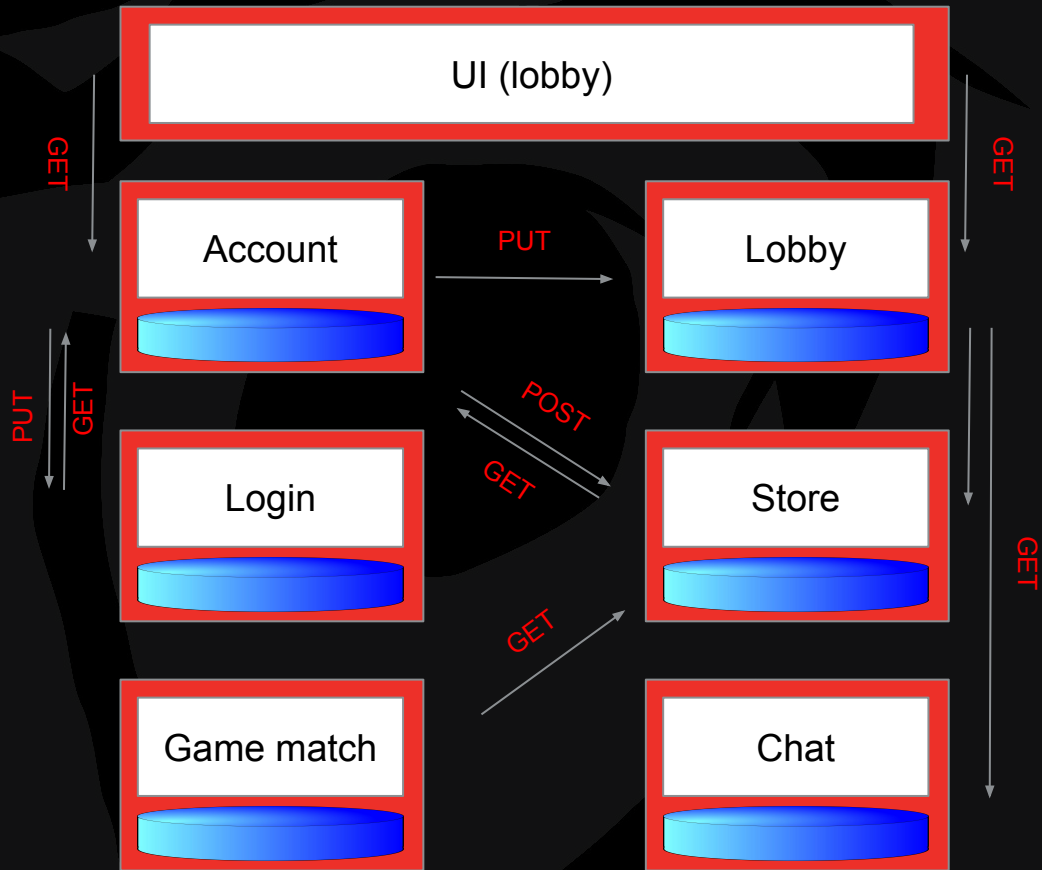 UI (lobby)
GET
GET
Account
PUT
Lobby
PUT
GET
POST
GET
Login
Store
GET
GET
Game match
Chat